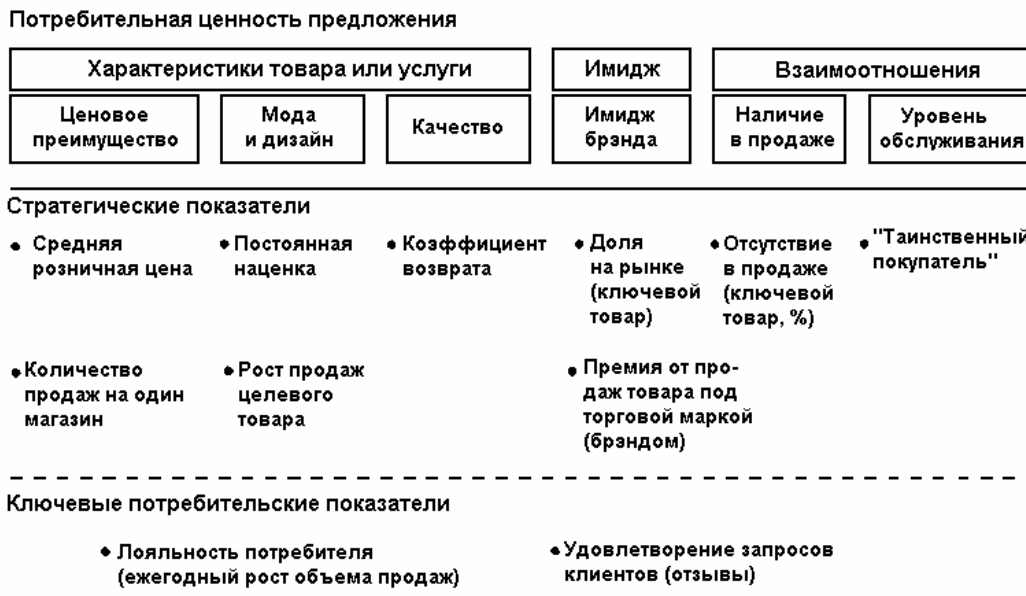 Потребительная ценность предложения
Характеристики товара или услуги
Имидж
Взаимоотношения
Ценовое
преимущество
Мода
и дизайн
Качество
Имидж
брэнда
Наличие
в продаже
Уровень
обслуживания
Стратегические показатели
• Средняя
розничная цена
• Постоянная
наценка
• Коэффициент
возврата
• Доля
на рынке
(ключевой
товар)
• Отсутствие
в продаже
(ключевой
товар, %)
• "Таинственный
покупатель"
• Количество
продаж на один
магазин
• Рост продаж
целевого
товара
• Премия от про-
даж товара под
торговой маркой
(брэндом)
Ключевые потребительские показатели
• Лояльность потребителя
(ежегодный рост объема продаж)
• Удовлетворение запросов
клиентов (отзывы)